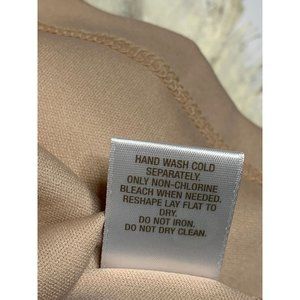 HAND WASH COLD
SEPARATELY.
ONLY NON-CHLORINE
BLEACH WHEN NEEDED.
RESHAPE LAY FLAT TO
DRY.
DO NOT IRON.
DO NOT DRY CLEAN.